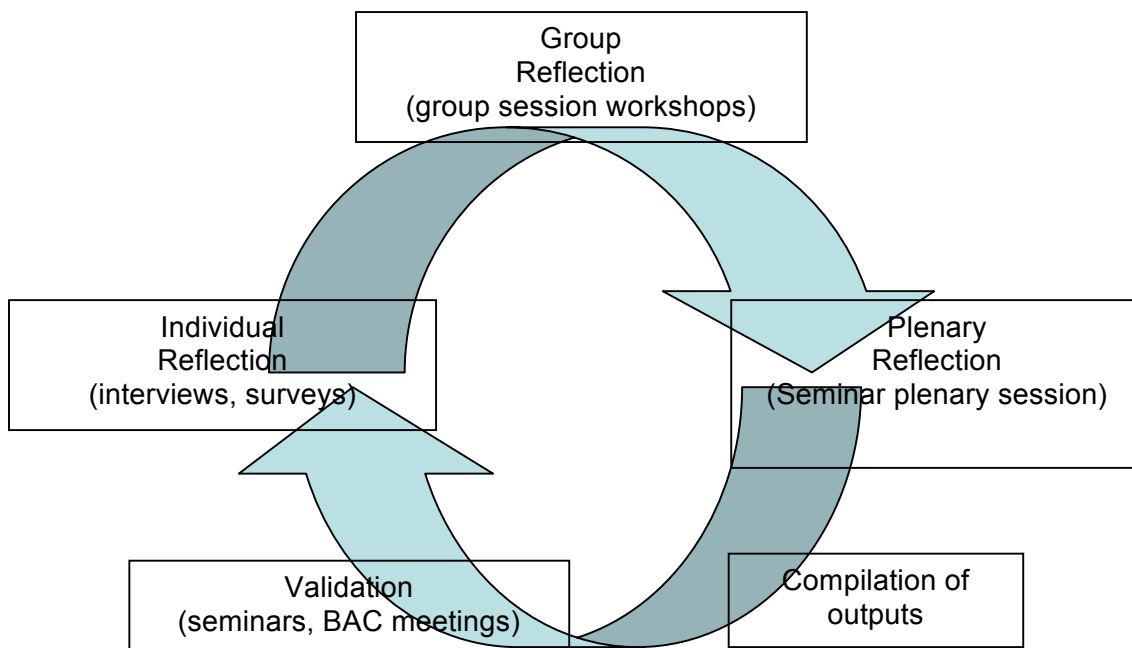 Group
Reflection
(group session workshops)
Individual
Reflection
(interviews, surveys)
Plenary
Reflection
(Seminar plenary session)
Validation
(seminars, BAC meetings)
Compilation of
outputs